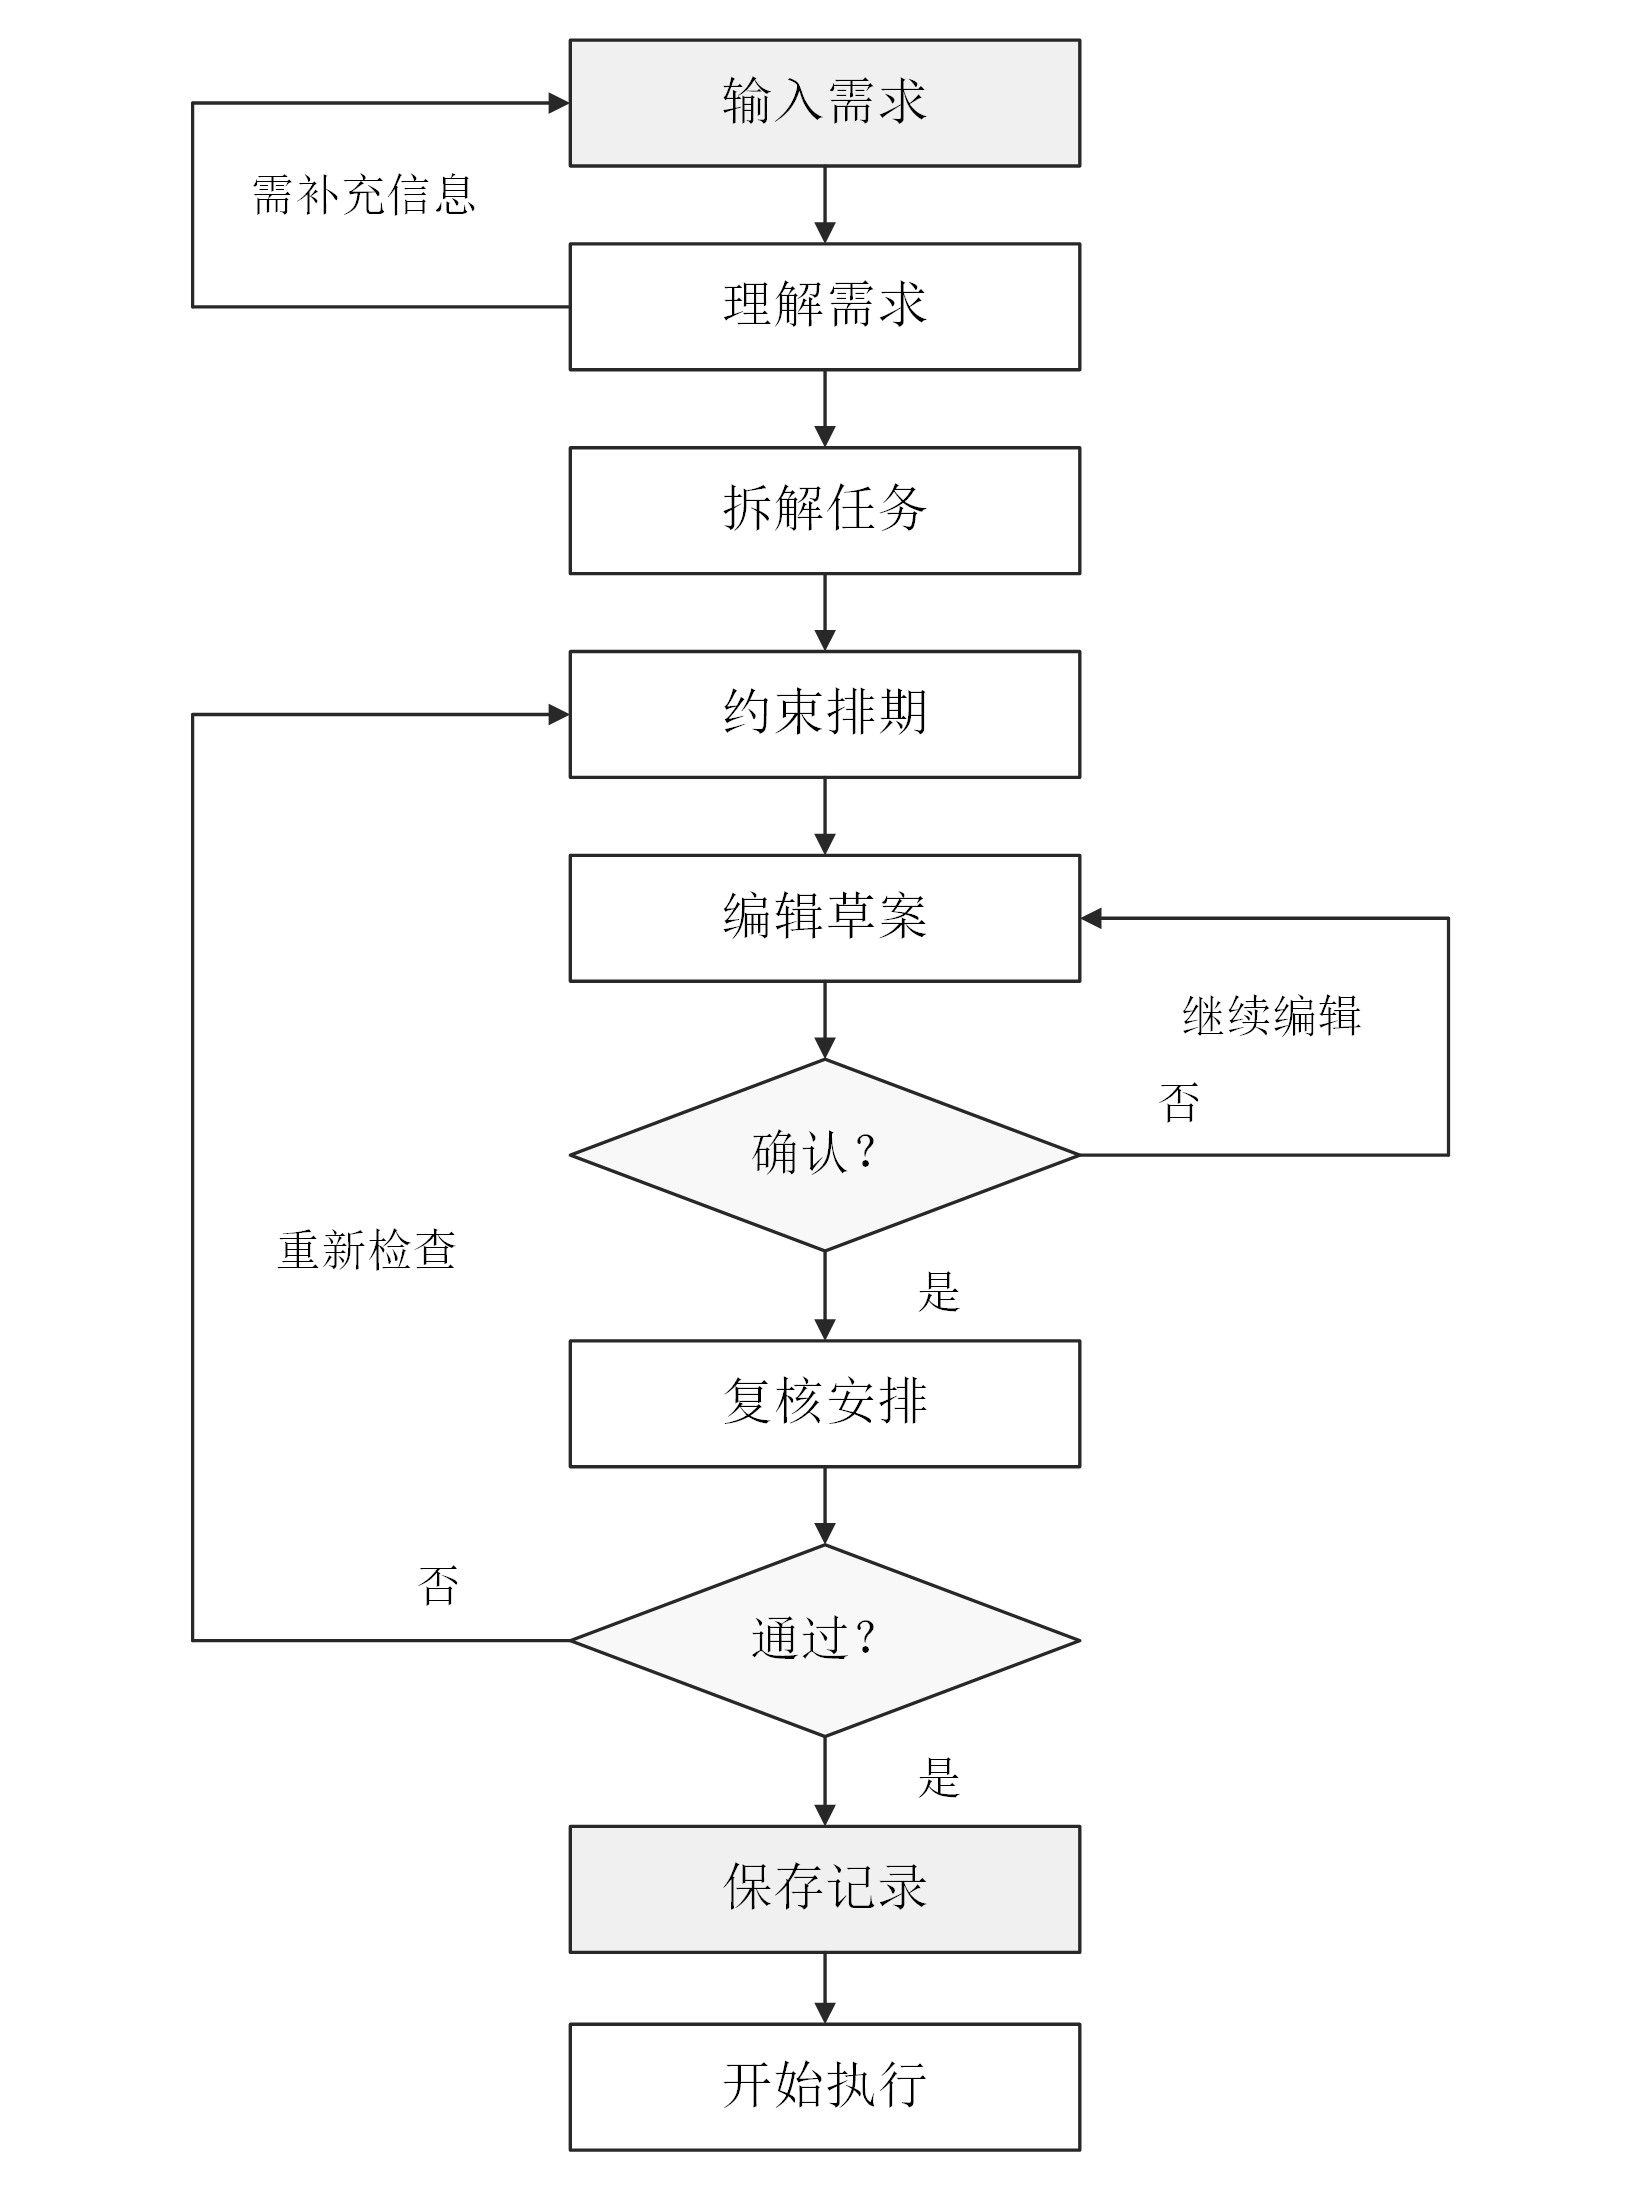 输入需求
需补充信息
理解需求
拆解任务
约束排期
编辑草案
继续编辑
否
确认？
重新检查
是
复核安排
否
通过？
是
保存记录
开始执行